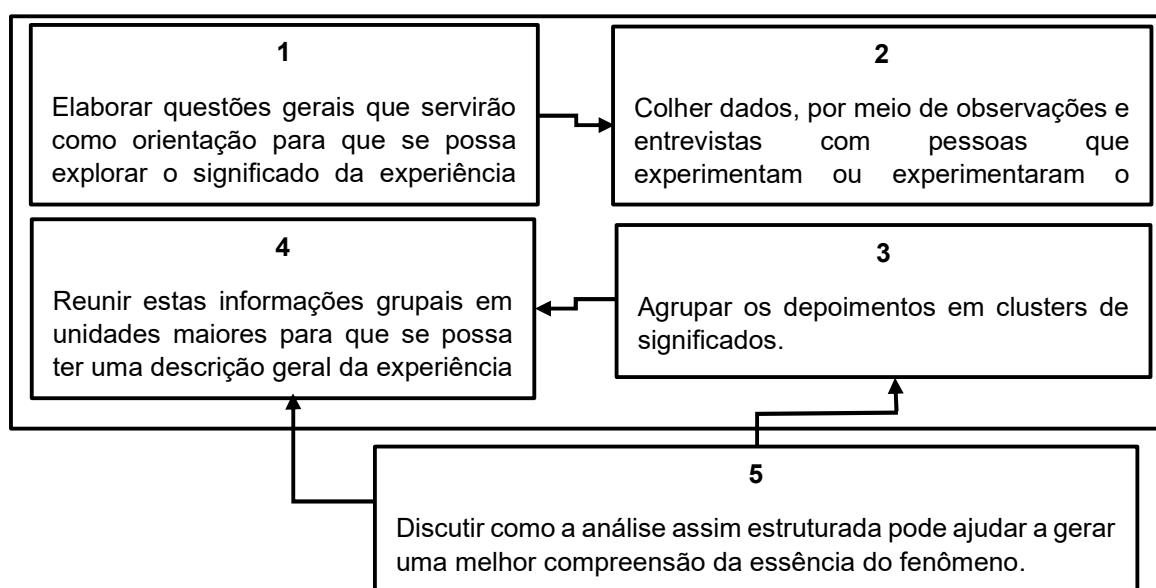 1
Elaborar questões gerais que servirão
como orientação para que se possa
explorar o significado da experiência
2
Colher dados, por meio de observações e
entrevistas com pessoas que
experimentam ou experimentaram o
4
Reunir estas informações grupais em
unidades maiores para que se possa
ter uma descrição geral da experiência
3
Agrupar os depoimentos em clusters de
significados.
5
Discutir como a análise assim estruturada pode ajudar a gerar
uma melhor compreensão da essência do fenômeno.